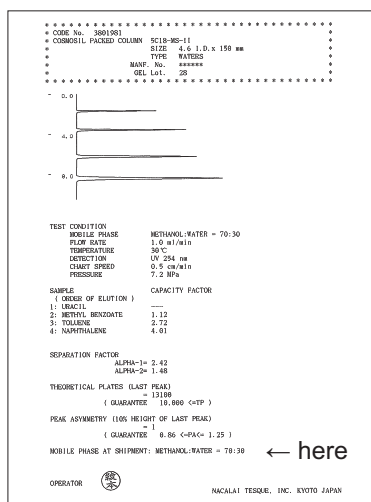 * CODE No. 3801981
* COSMOSIL PACKED COLUMN 5C18-MS-II
* SIZE 4.6 I.D. x 150 mm
* TYPE WATERS
* MANF. No. ******
* GEL Lot. 28
- 0.0
- 4.0
- 8.0
TEST CONDITION
MOBILE PHASE METHANOL:WATER = 70:30
FLOW RATE 1.0 ml/min
TEMPERATURE 30℃
DETECTION UV 254 nm
CHART SPEED 0.5 cm/min
PRESSURE 7.2 MPa
SAMPLE CAPACITY FACTOR
( ORDER OF ELUTION )
1: URACIL ---
2: METHYL BENZOATE 1.12
3: TOLUENE 2.72
4: NAPHTHALENE 4.01
SEPARATION FACTOR
ALPHA-1= 2.42
ALPHA-2= 1.48
THEORETICAL PLATES (LAST PEAK)
= 13100
( GUARANTEE 10,000 <=TP )
PEAK ASYMMETRY (10% HEIGHT OF LAST PEAK)
= 1
( GUARANTEE 0.86 <=PA<= 1.25 )
MOBILE PHASE AT SHIPMENT: METHANOL:WATER = 70:30 ← here
OPERATOR
NACALAI TESQUE, INC. KYOTO JAPAN